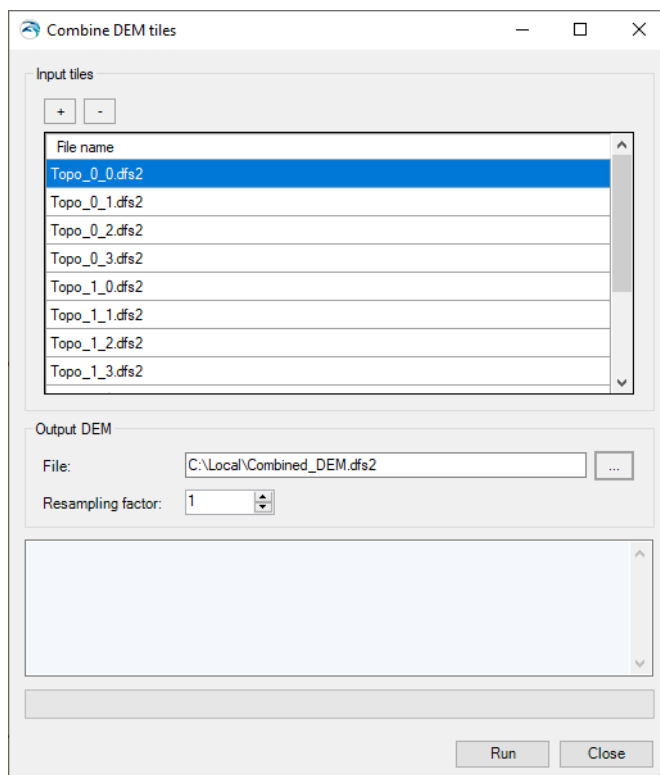 Combine DEM tiles
Input tiles
+ -
File name
Topo_0_0.dfs2
Topo_0_1.dfs2
Topo_0_2.dfs2
Topo_0_3.dfs2
Topo_1_0.dfs2
Topo_1_1.dfs2
Topo_1_2.dfs2
Topo_1_3.dfs2
Output DEM
File: C:\Local\Combined_DEM.dfs2 ...
Resampling factor: 1
Run Close